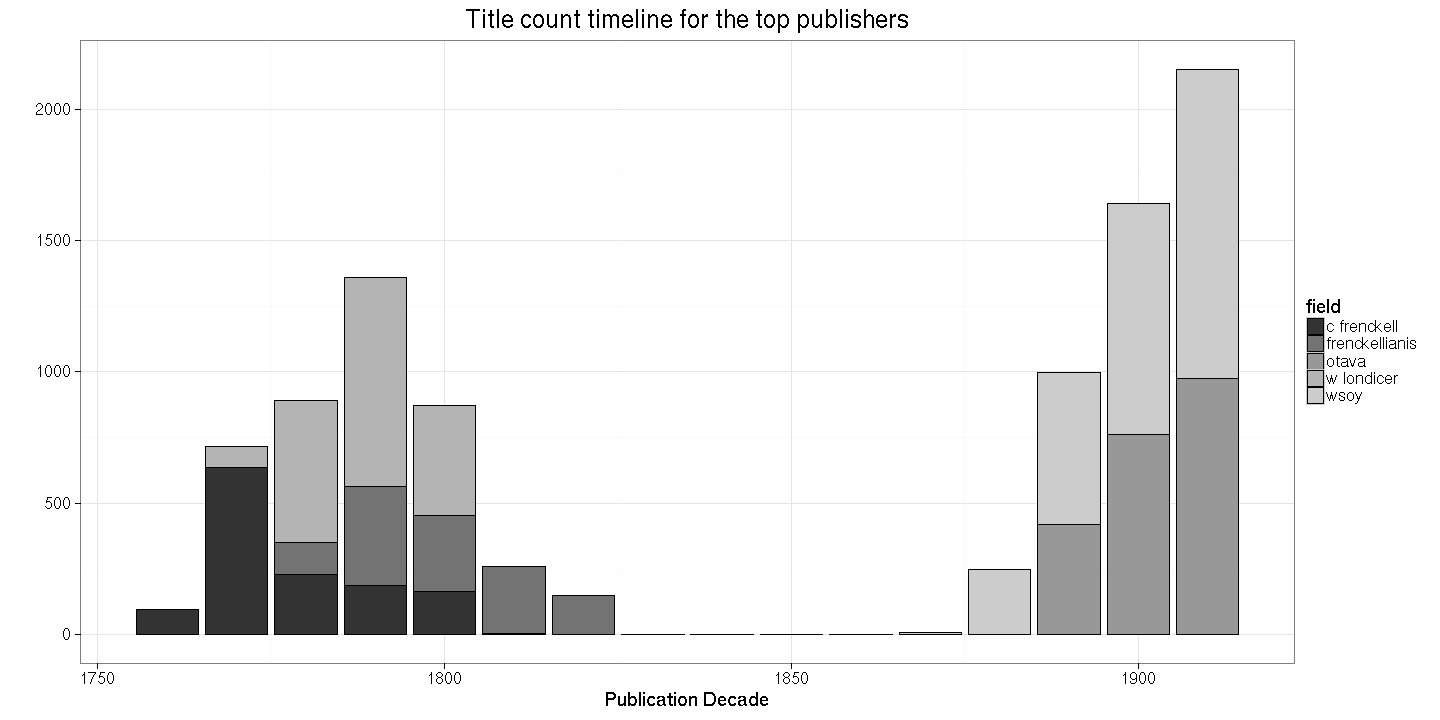 Title count timeline for the top publishers
2000
1500
1000
500
0
1750
1800
1850
1900
Publication Decade
field
c frenckell
frenckellianis
otava
w londicer
wsoy